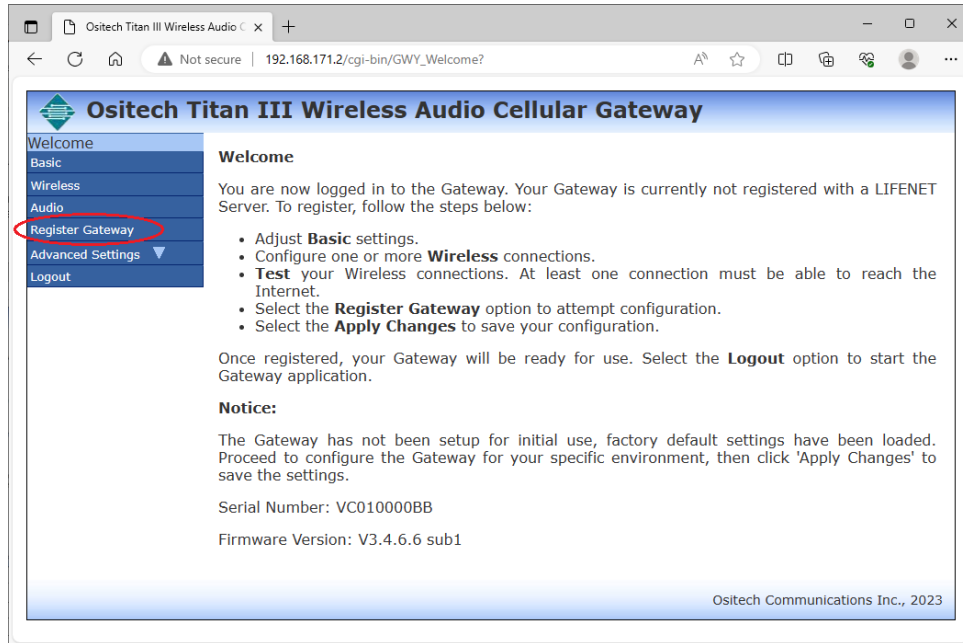 Ositech Titan III Wireless Audio C
Not secure
192.168.171.2/cgi-bin/GWY_Welcome?
Ositech Titan III Wireless Audio Cellular Gateway
Welcome
Basic
Wireless
Audio
Register Gateway
Advanced Settings
Logout
Welcome
You are now logged in to the Gateway. Your Gateway is currently not registered with a LIFENET
Server. To register, follow the steps below:
• Adjust Basic settings.
• Configure one or more Wireless connections.
• Test your Wireless connections. At least one connection must be able to reach the
Internet.
• Select the Register Gateway option to attempt configuration.
• Select the Apply Changes to save your configuration.
Once registered, your Gateway will be ready for use. Select the Logout option to start the
Gateway application.
Notice:
The Gateway has not been setup for initial use, factory default settings have been loaded.
Proceed to configure the Gateway for your specific environment, then click 'Apply Changes' to
save the settings.
Serial Number: VC010000BB
Firmware Version: V3.4.6.6 sub1
Ositech Communications Inc., 2023